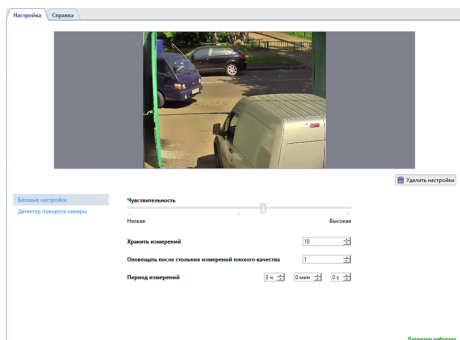 Настройка Справка
Удалить настройки
Базовые настройки
Детектор поворота камеры
Чувствительность
Низкая Высокая
Хранить измерений 10
Оповещать после стольких измерений плохого качества 1
Период измерений 3 ч 0 мин 0 с
Детектор работает